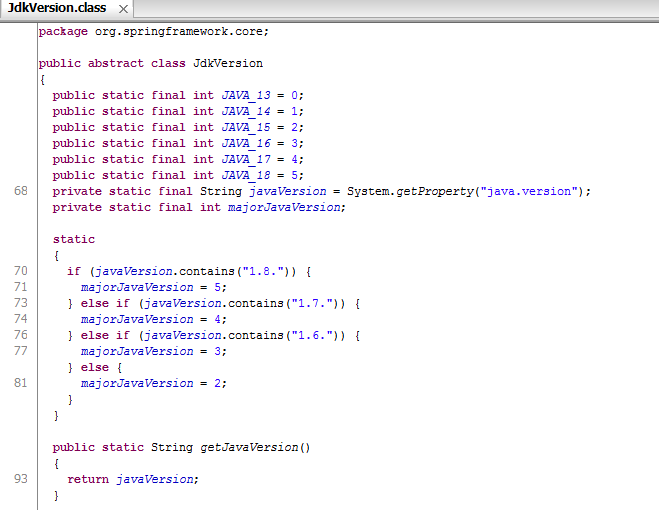 JdkVersion.class
package org.springframework.core;
public abstract class JdkVersion
{
public static final int JAVA_13 = 0;
public static final int JAVA_14 = 1;
public static final int JAVA_15 = 2;
public static final int JAVA_16 = 3;
public static final int JAVA_17 = 4;
public static final int JAVA_18 = 5;
68 private static final String javaVersion = System.getProperty("java.version");
private static final int majorJavaVersion;
static
{
70 if (javaVersion.contains("1.8.")) {
71 majorJavaVersion = 5;
73 } else if (javaVersion.contains("1.7.")) {
74 majorJavaVersion = 4;
76 } else if (javaVersion.contains("1.6.")) {
77 majorJavaVersion = 3;
} else {
81 majorJavaVersion = 2;
}
}
public static String getJavaVersion()
{
93 return javaVersion;
}